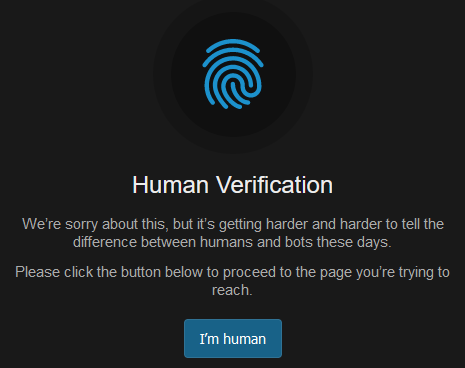 Human Verification
We’re sorry about this, but it’s getting harder and harder to tell the
difference between humans and bots these days.
Please click the button below to proceed to the page you’re trying to
reach.
I’m human